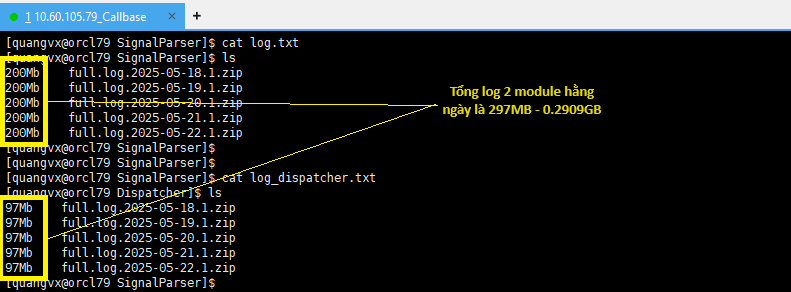 1 10.60.105.79_Callbase × +
[quangvx@orcl79 SignalParser]$ cat log.txt
[quangvx@orcl79 SignalParser]$ ls
200Mb full.log.2025-05-18.1.zip
200Mb full.log.2025-05-19.1.zip
200Mb full.log.2025-05-20.1.zip
200Mb full.log.2025-05-21.1.zip
200Mb full.log.2025-05-22.1.zip
Tổng log 2 module hằng
ngày là 297MB - 0.2909GB
[quangvx@orcl79 SignalParser]$
[quangvx@orcl79 SignalParser]$
[quangvx@orcl79 SignalParser]$ cat log_dispatcher.txt
[quangvx@orcl79 Dispatcher]$ ls
97Mb full.log.2025-05-18.1.zip
97Mb full.log.2025-05-19.1.zip
97Mb full.log.2025-05-20.1.zip
97Mb full.log.2025-05-21.1.zip
97Mb full.log.2025-05-22.1.zip
[quangvx@orcl79 SignalParser]$